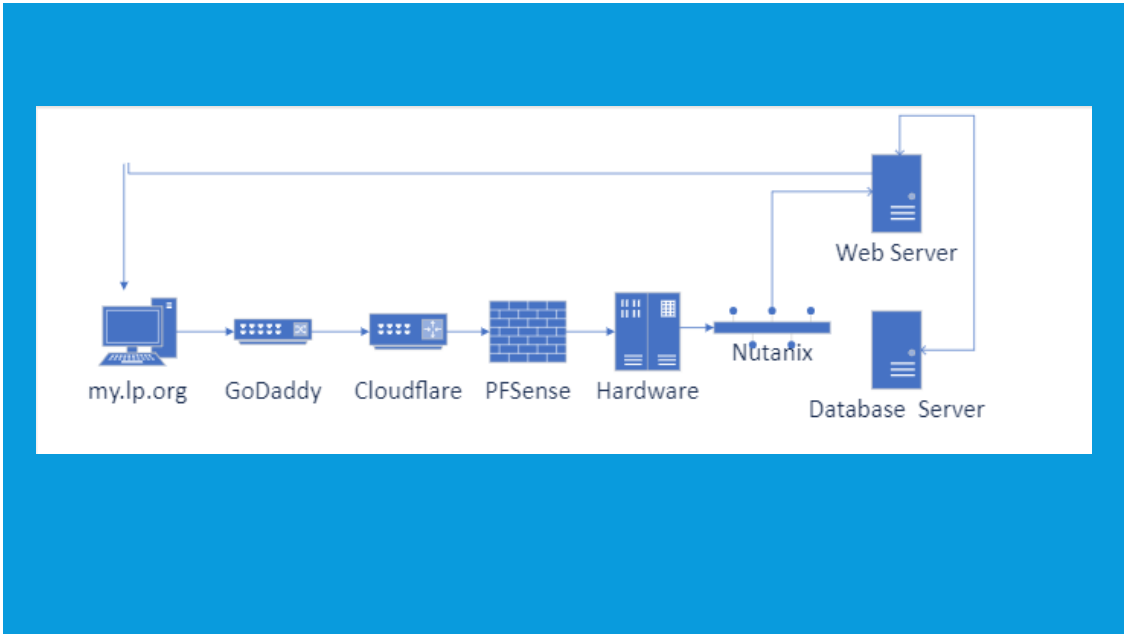 Web Server
Nutanix
my.lp.org
GoDaddy
Cloudflare
PFSense
Hardware
Database Server